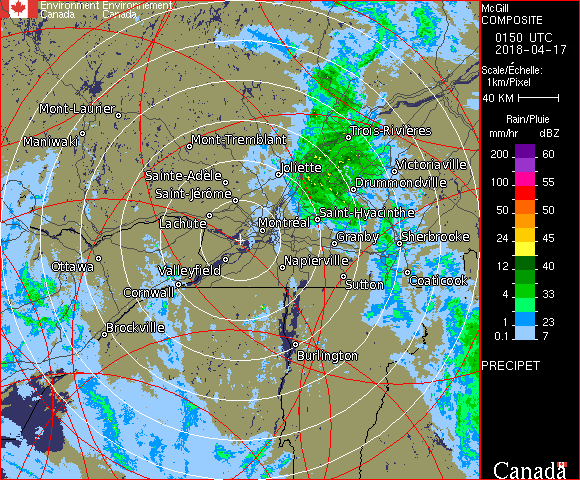 Environment Environnement
Canada Canada
McGill
COMPOSITE
0150 UTC
2018-04-17
Scale/Échelle:
1km/Pixel
40 KM
Rain/Pluie
mm/hr dBZ
200 60
100 55
50 50
24 45
12 40
8 33
4 30
1 23
0.1 7
PRECIPET
Canada
Mont-Laurier
Maniwaki
Mont-Tremblant
Trois-Rivières
Joliette
Victoriaville
Sainte-Adèle
Drummondville
Saint-Jérôme
Saint-Hyacinthe
Lachute
Montréal
Granby
Sherbrooke
Ottawa
Valleyfield
Napierville
Cornwall
Sutton
Coaticook
Brockville
Burlington